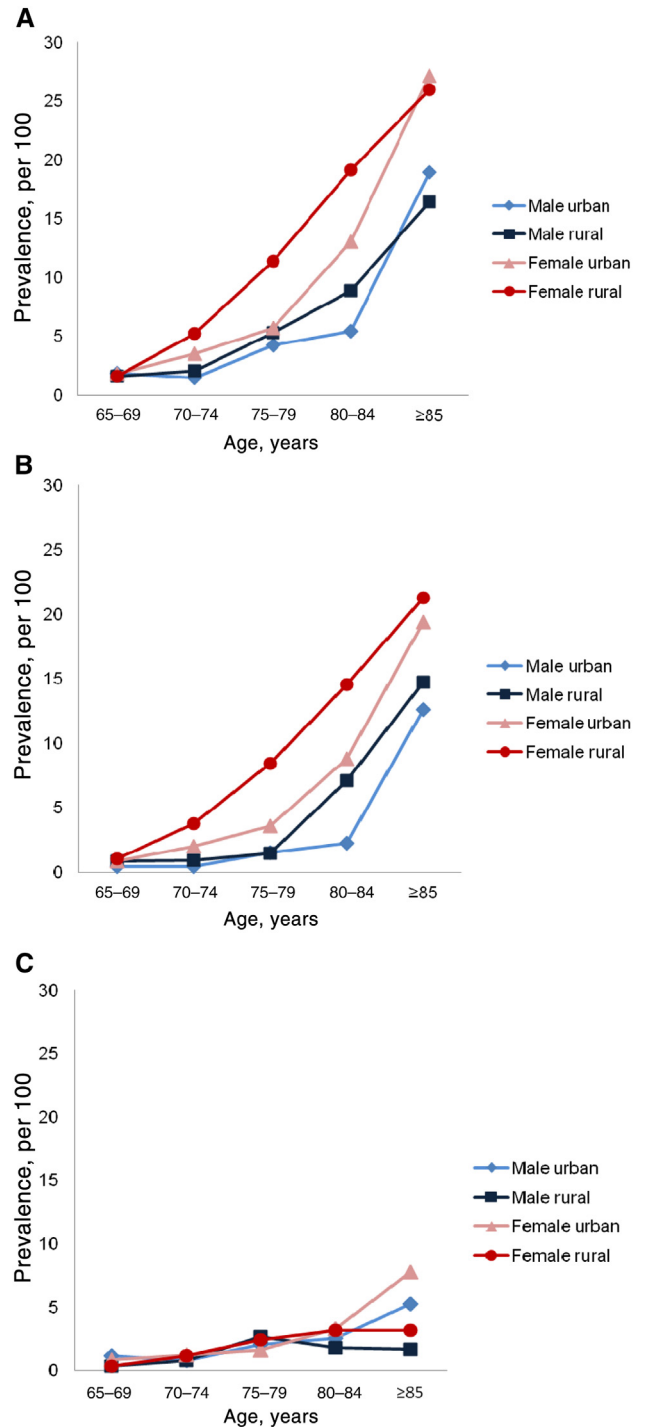 A
30
25
20
15
10
5
0
Prevalence, per 100
65–69 70–74 75–79 80–84 ≥85
Age, years
Male urban
Male rural
Female urban
Female rural
B
30
25
20
15
10
5
0
Prevalence, per 100
65–69 70–74 75–79 80–84 ≥85
Age, years
Male urban
Male rural
Female urban
Female rural
C
30
25
20
15
10
5
0
Prevalence, per 100
65–69 70–74 75–79 80–84 ≥85
Age, years
Male urban
Male rural
Female urban
Female rural